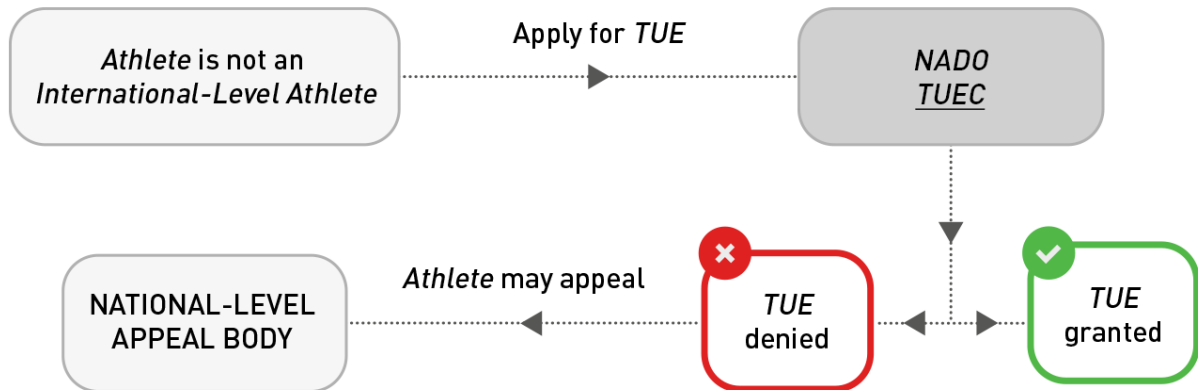 Athlete is not an
International-Level Athlete
Apply for TUE
NADO
TUEC
NATIONAL-LEVEL
APPEAL BODY
Athlete may appeal
TUE
denied
TUE
granted